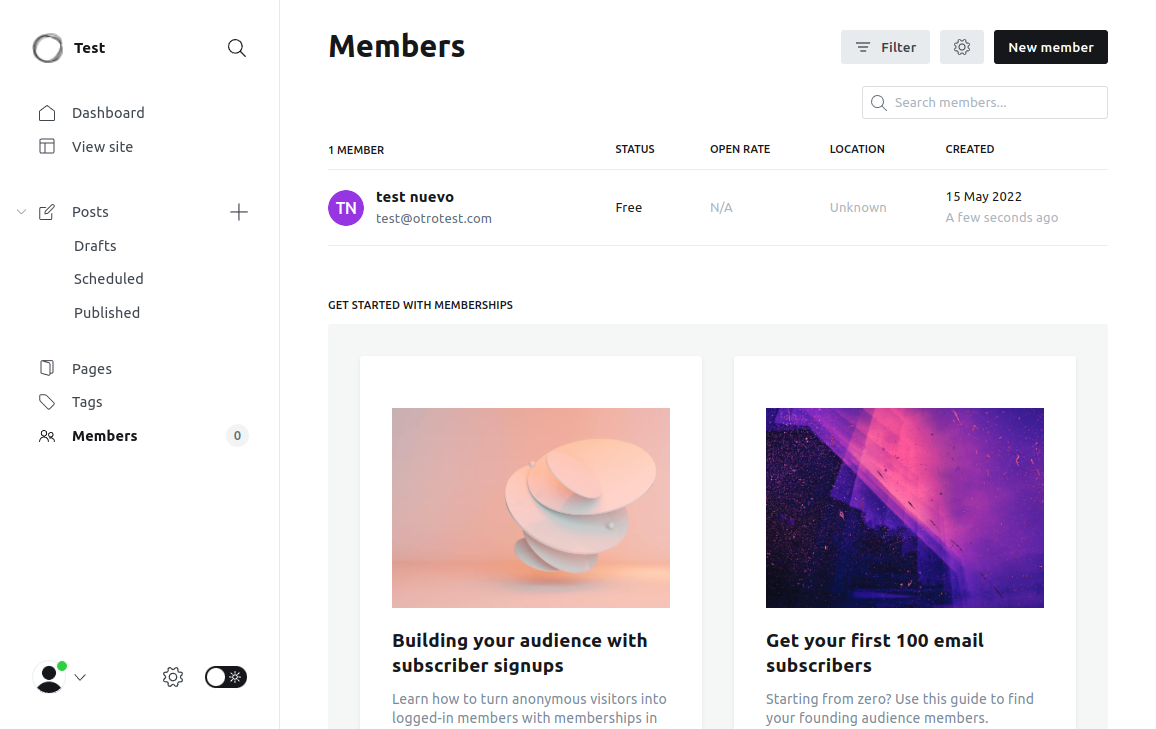 Test
Dashboard
View site
Posts
Drafts
Scheduled
Published
Pages
Tags
Members
0
Members
Filter
New member
Search members...
1 MEMBER STATUS OPEN RATE LOCATION CREATED
TN
test nuevo
test@otrotest.com
Free
N/A
Unknown
15 May 2022
A few seconds ago
GET STARTED WITH MEMBERSHIPS
Building your audience with
subscriber signups
Learn how to turn anonymous visitors into
logged-in members with memberships in
Get your first 100 email
subscribers
Starting from zero? Use this guide to find
your founding audience members.